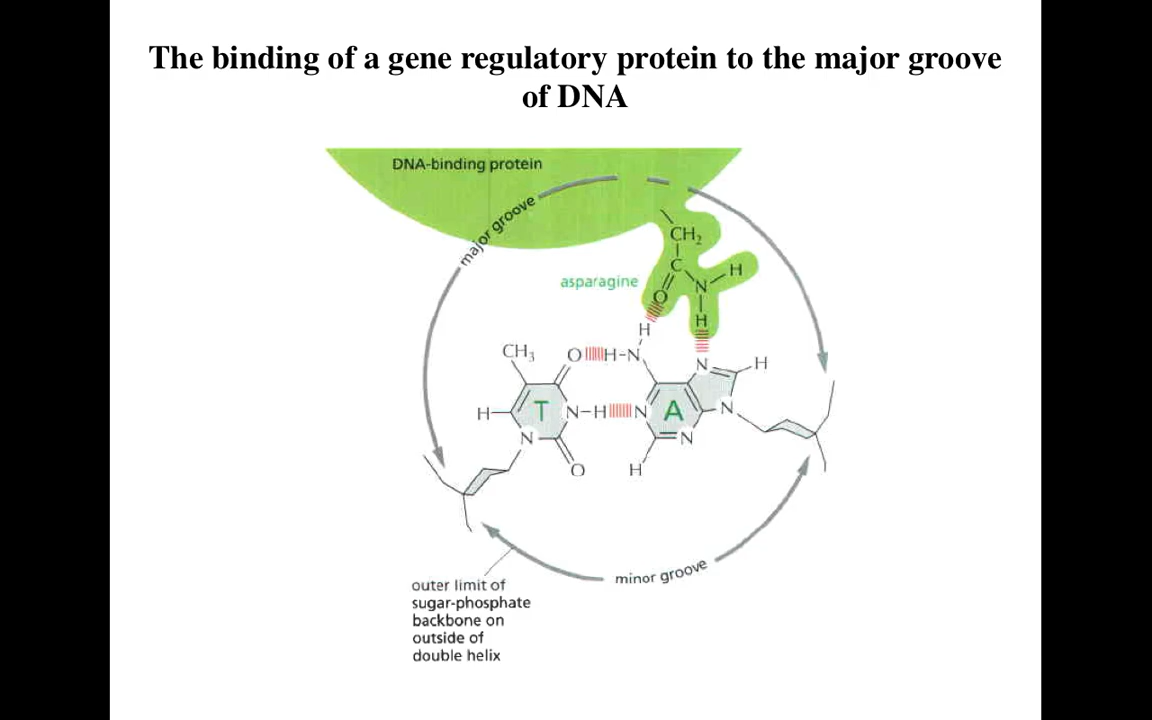 The binding of a gene regulatory protein to the major groove
of DNA
DNA-binding protein
major groove
CH₂
C
H
asparagine
O
N
H
H
CH₃
O
H-N
N
H
H
T
N-H
N
A
N
N
N
O
H
minor groove
outer limit of
sugar-phosphate
backbone on
outside of
double helix